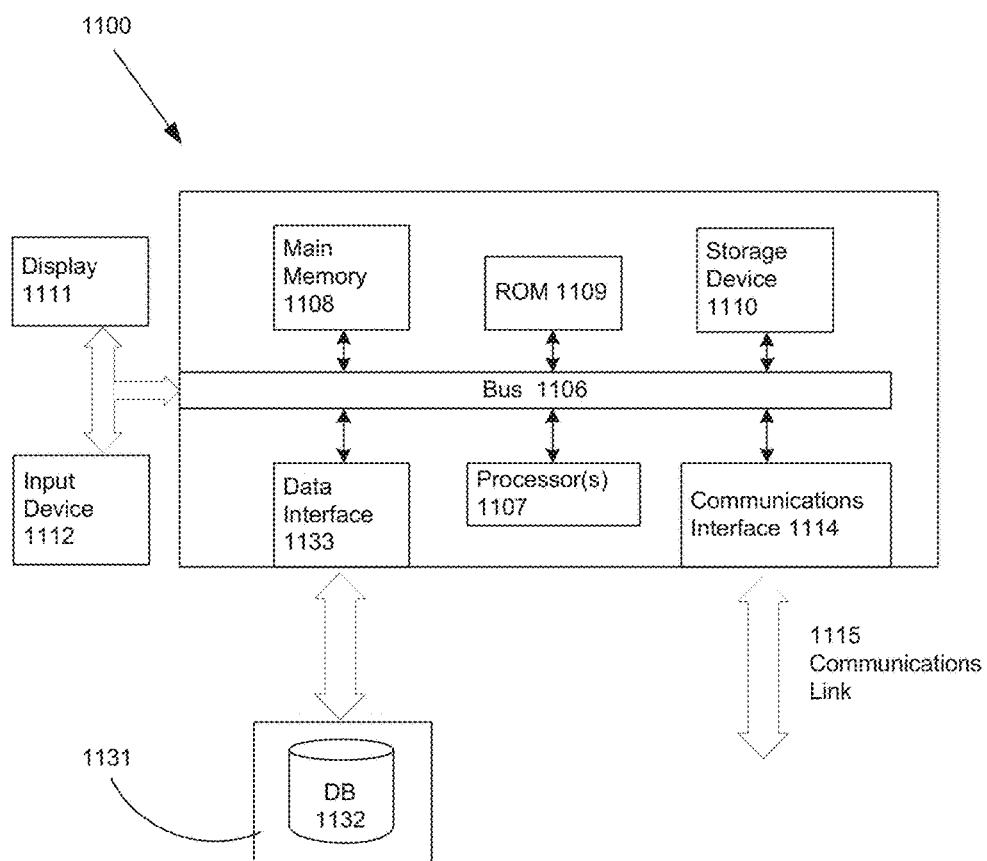 1100
Display
1111
Main
Memory
1108
ROM 1109
Storage
Device
1110
Bus 1106
Input
Device
1112
Data
Interface
1133
Processor(s)
1107
Communications
Interface 1114
1115
Communications
Link
1131
DB
1132